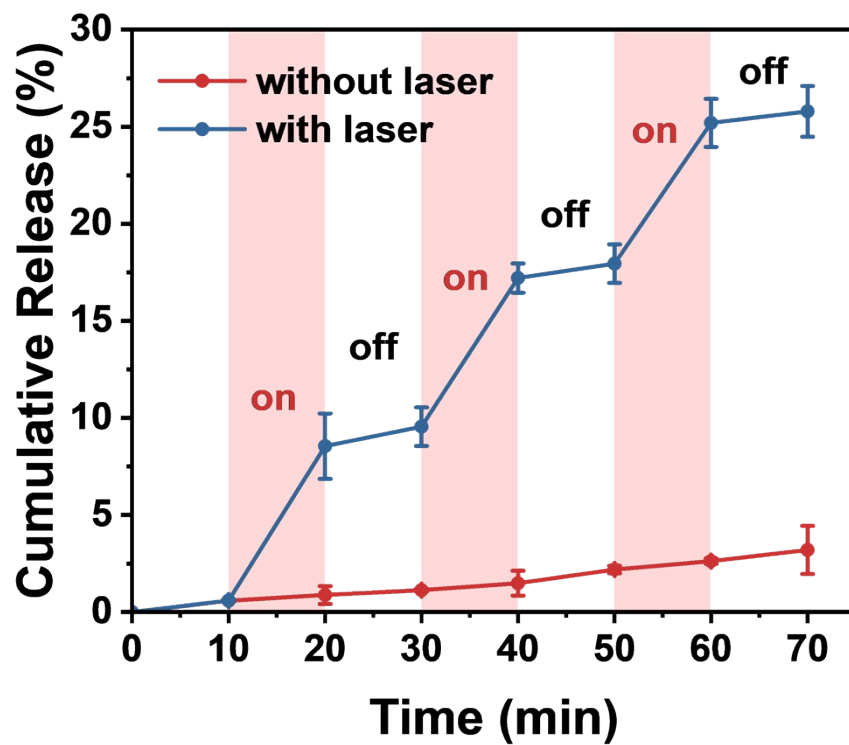 30
25
20
15
10
5
0
Cumulative Release (%)
without laser
with laser
on
off
on
off
on
off
0 10 20 30 40 50 60 70
Time (min)